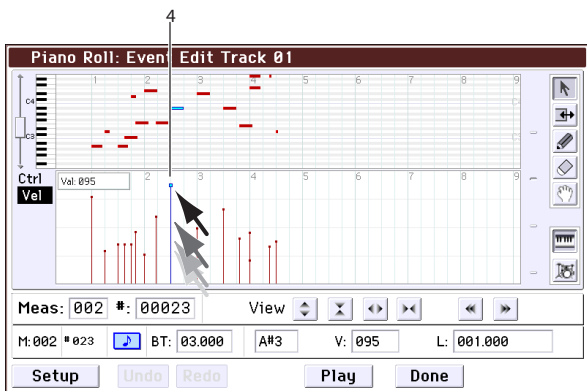 4
Piano Roll: Event Edit Track 01
1 2 3 4 5 6 7 8 9
C4
C3
Ctrl
Vel
Val: 095
2 3 4 5 6 7 8 9
Meas: 002 #: 00023 View
M:002 #023 BT: 03.000 A#3 V: 095 L: 001.000
Setup Undo Redo Play Done